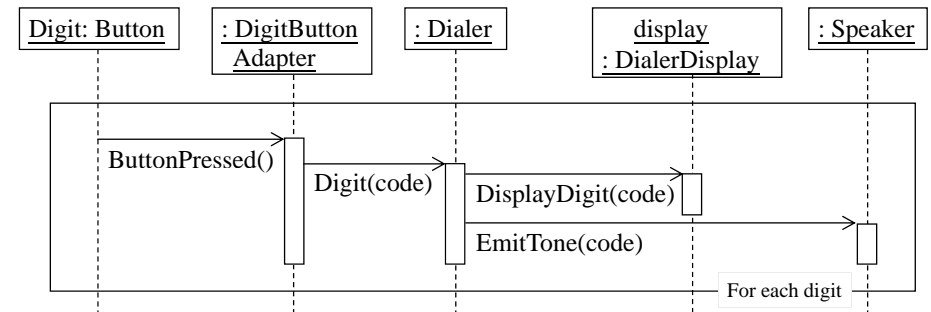 Digit: Button
: DigitButton
Adapter
: Dialer
display
: DialerDisplay
: Speaker
ButtonPressed()
Digit(code)
DisplayDigit(code)
EmitTone(code)
For each digit